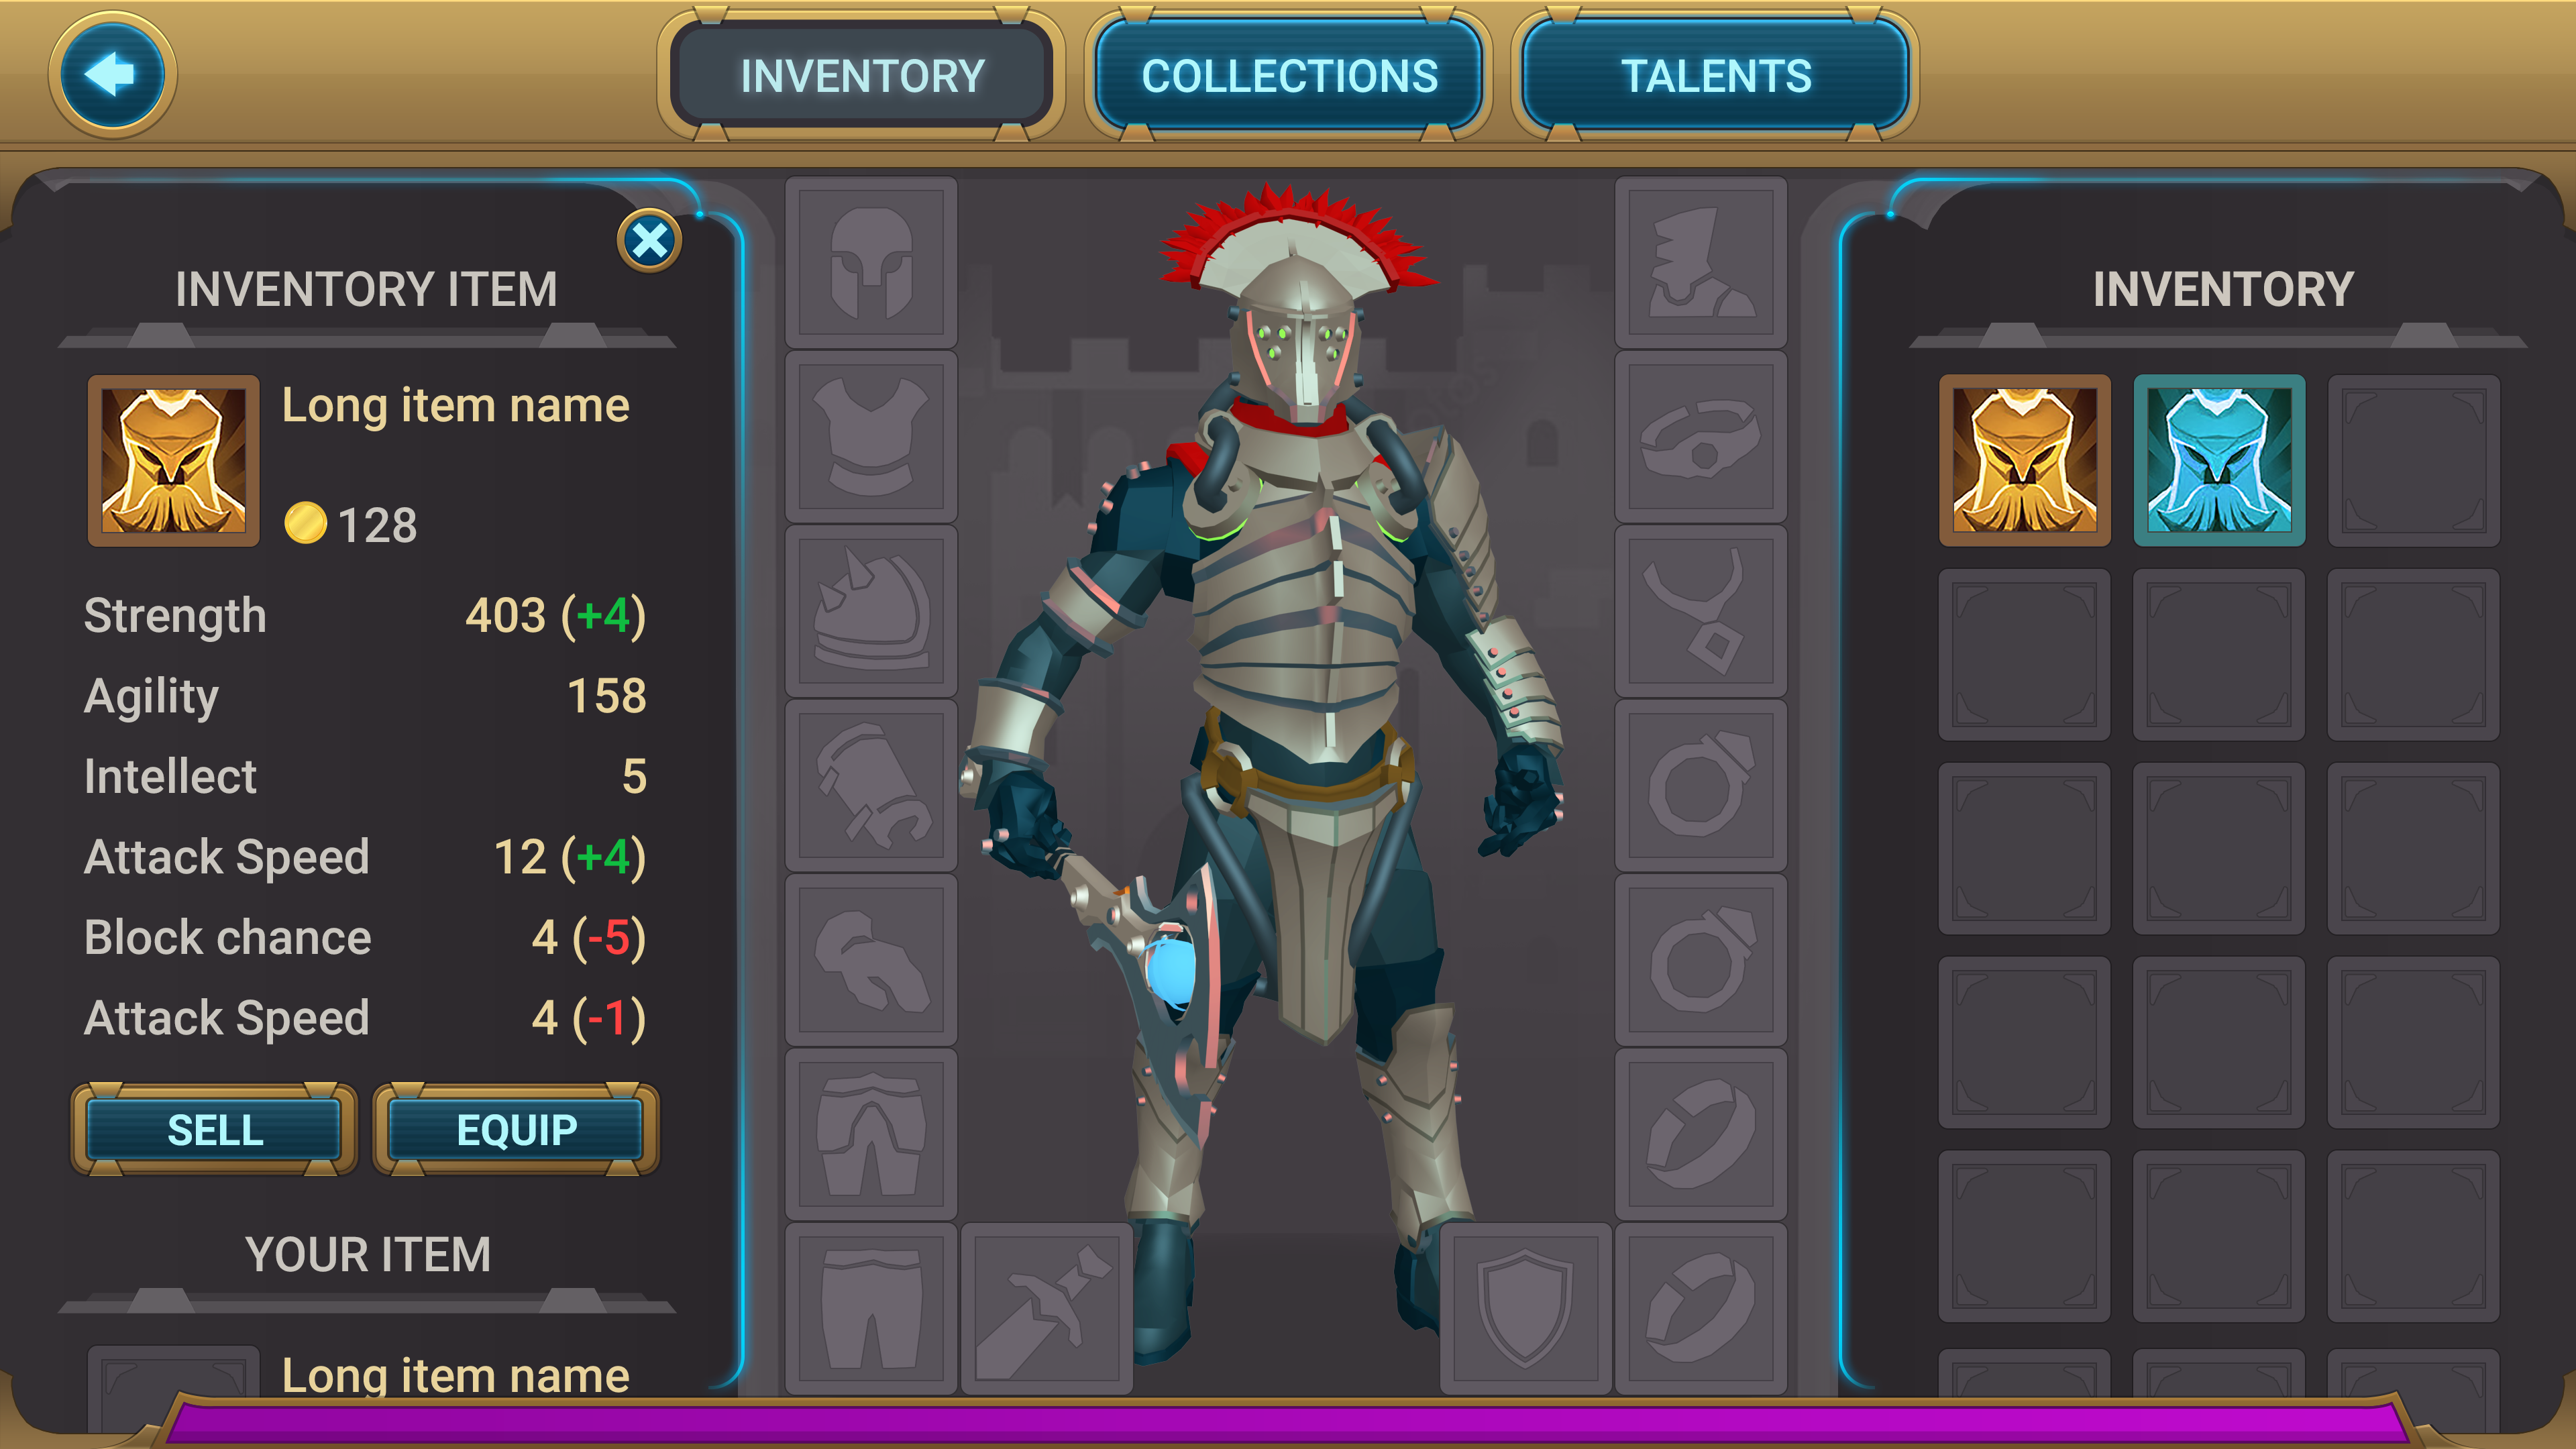 INVENTORY
COLLECTIONS
TALENTS
INVENTORY ITEM
Long item name
128
Strength 403 (+4)
Agility 158
Intellect 5
Attack Speed 12 (+4)
Block chance 4 (-5)
Attack Speed 4 (-1)
SELL
EQUIP
YOUR ITEM
Long item name
INVENTORY